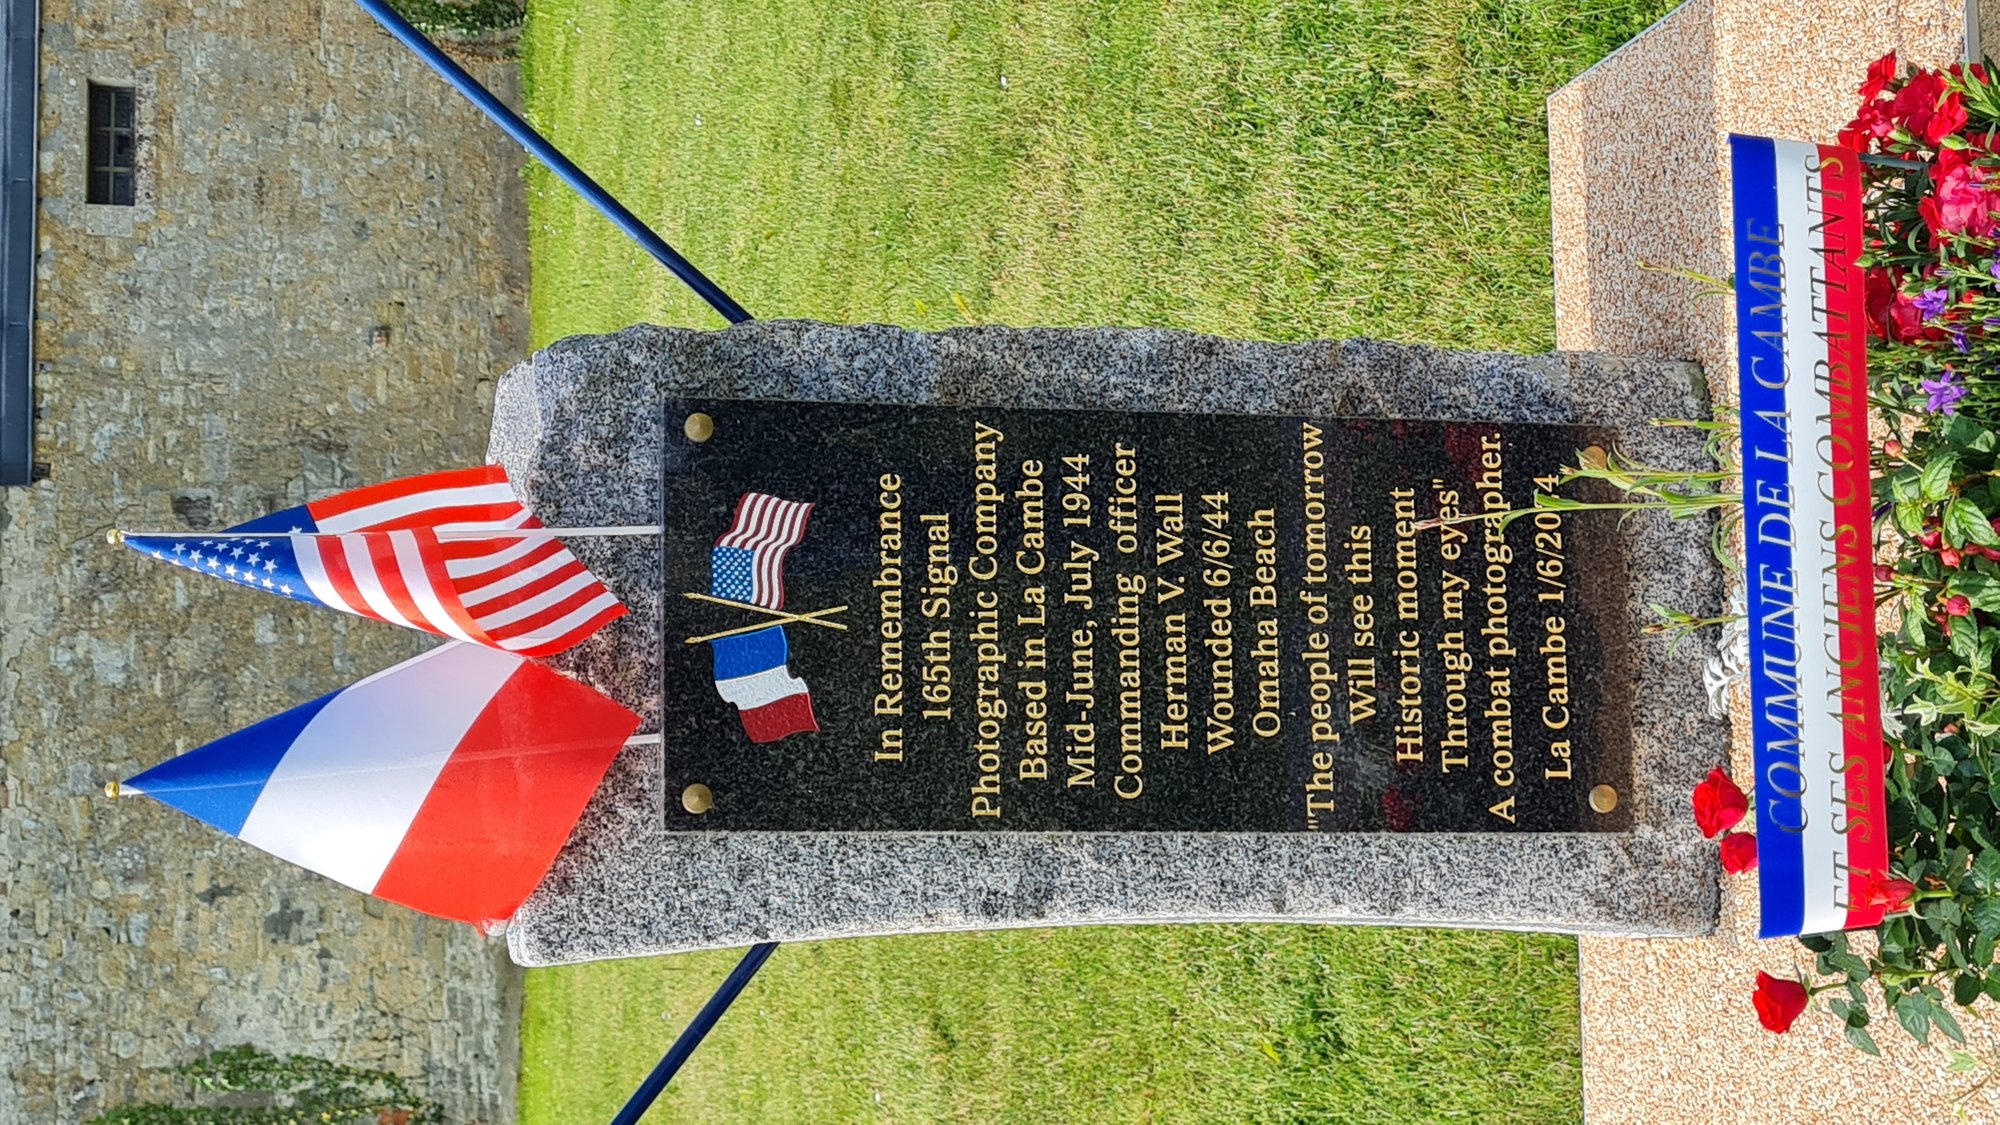 In Remembrance
165th Signal
Photographic Company
Based in La Cambe
Mid-June, July 1944
Commanding officer
Herman V. Wall
Wounded 6/6/44
Omaha Beach
"The people of tomorrow
Will see this
Historic moment
Through my eyes"
A combat photographer.
La Cambe 1/6/2014
COMMUNE DE LA CAMBE
ET SES ANCIENS COMBATTANTS